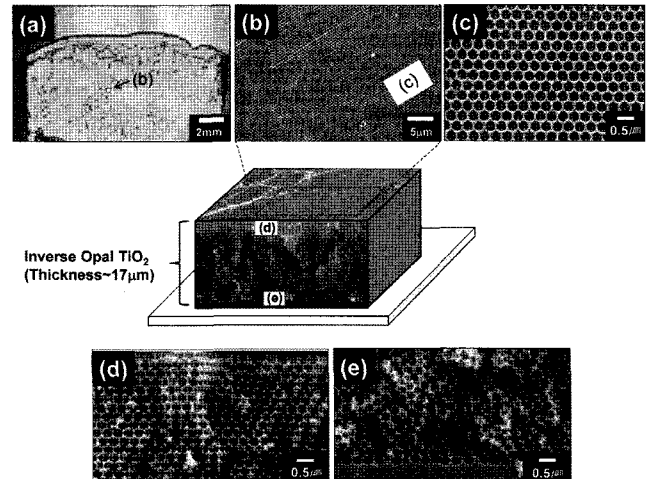 (a)
(b)
2mm
(b)
(c)
5μm
(c)
0.5㎛
Inverse Opal TiO₂
(Thickness~17μm)
(d)
(e)
(d)
0.5㎛
(e)
0.5㎛